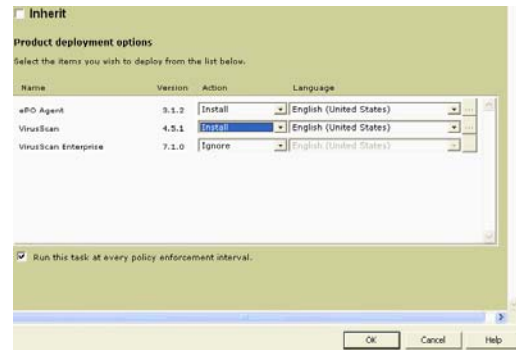 Inherit
Product deployment options
Select the items you wish to deploy from the list below.
Name Version Action Language
ePO Agent 3.1.2 Install English (United States) ...
VirusScan 4.5.1 Install English (United States) ...
VirusScan Enterprise 7.1.0 Ignore English (United States)
Run this task at every policy enforcement interval.
OK Cancel Help